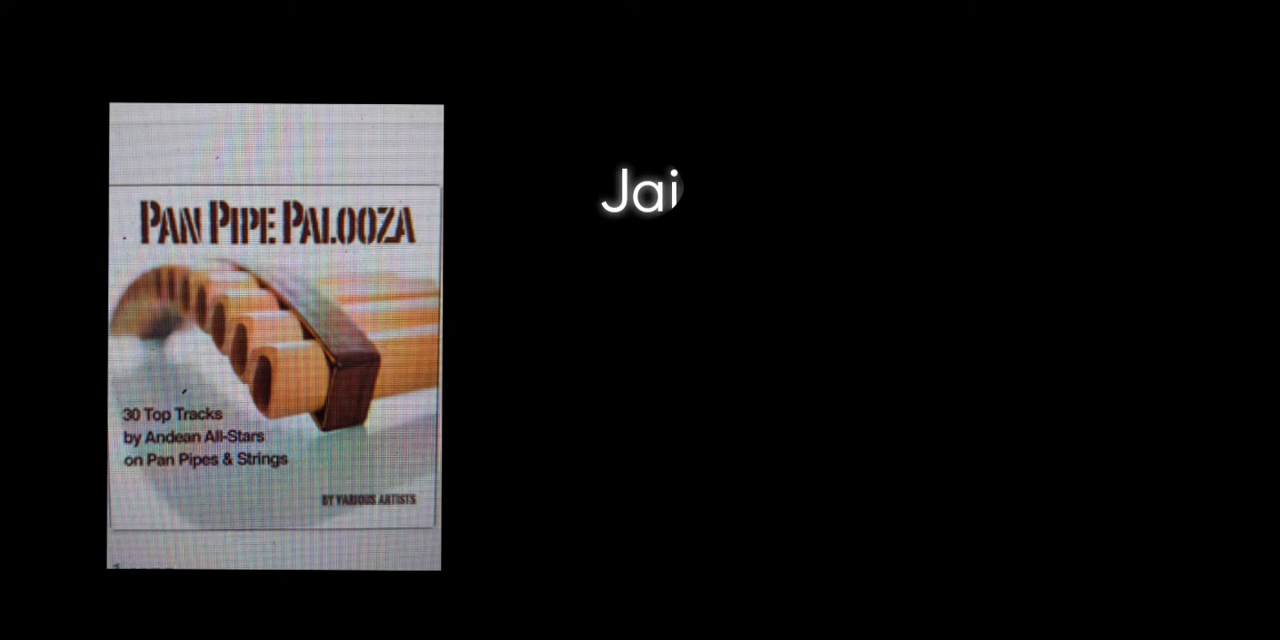 PAN PIPE PALOOZA
30 Top Tracks
by Andean All-Stars
on Pan Pipes & Strings
BY VARIOUS ARTISTS
Jai